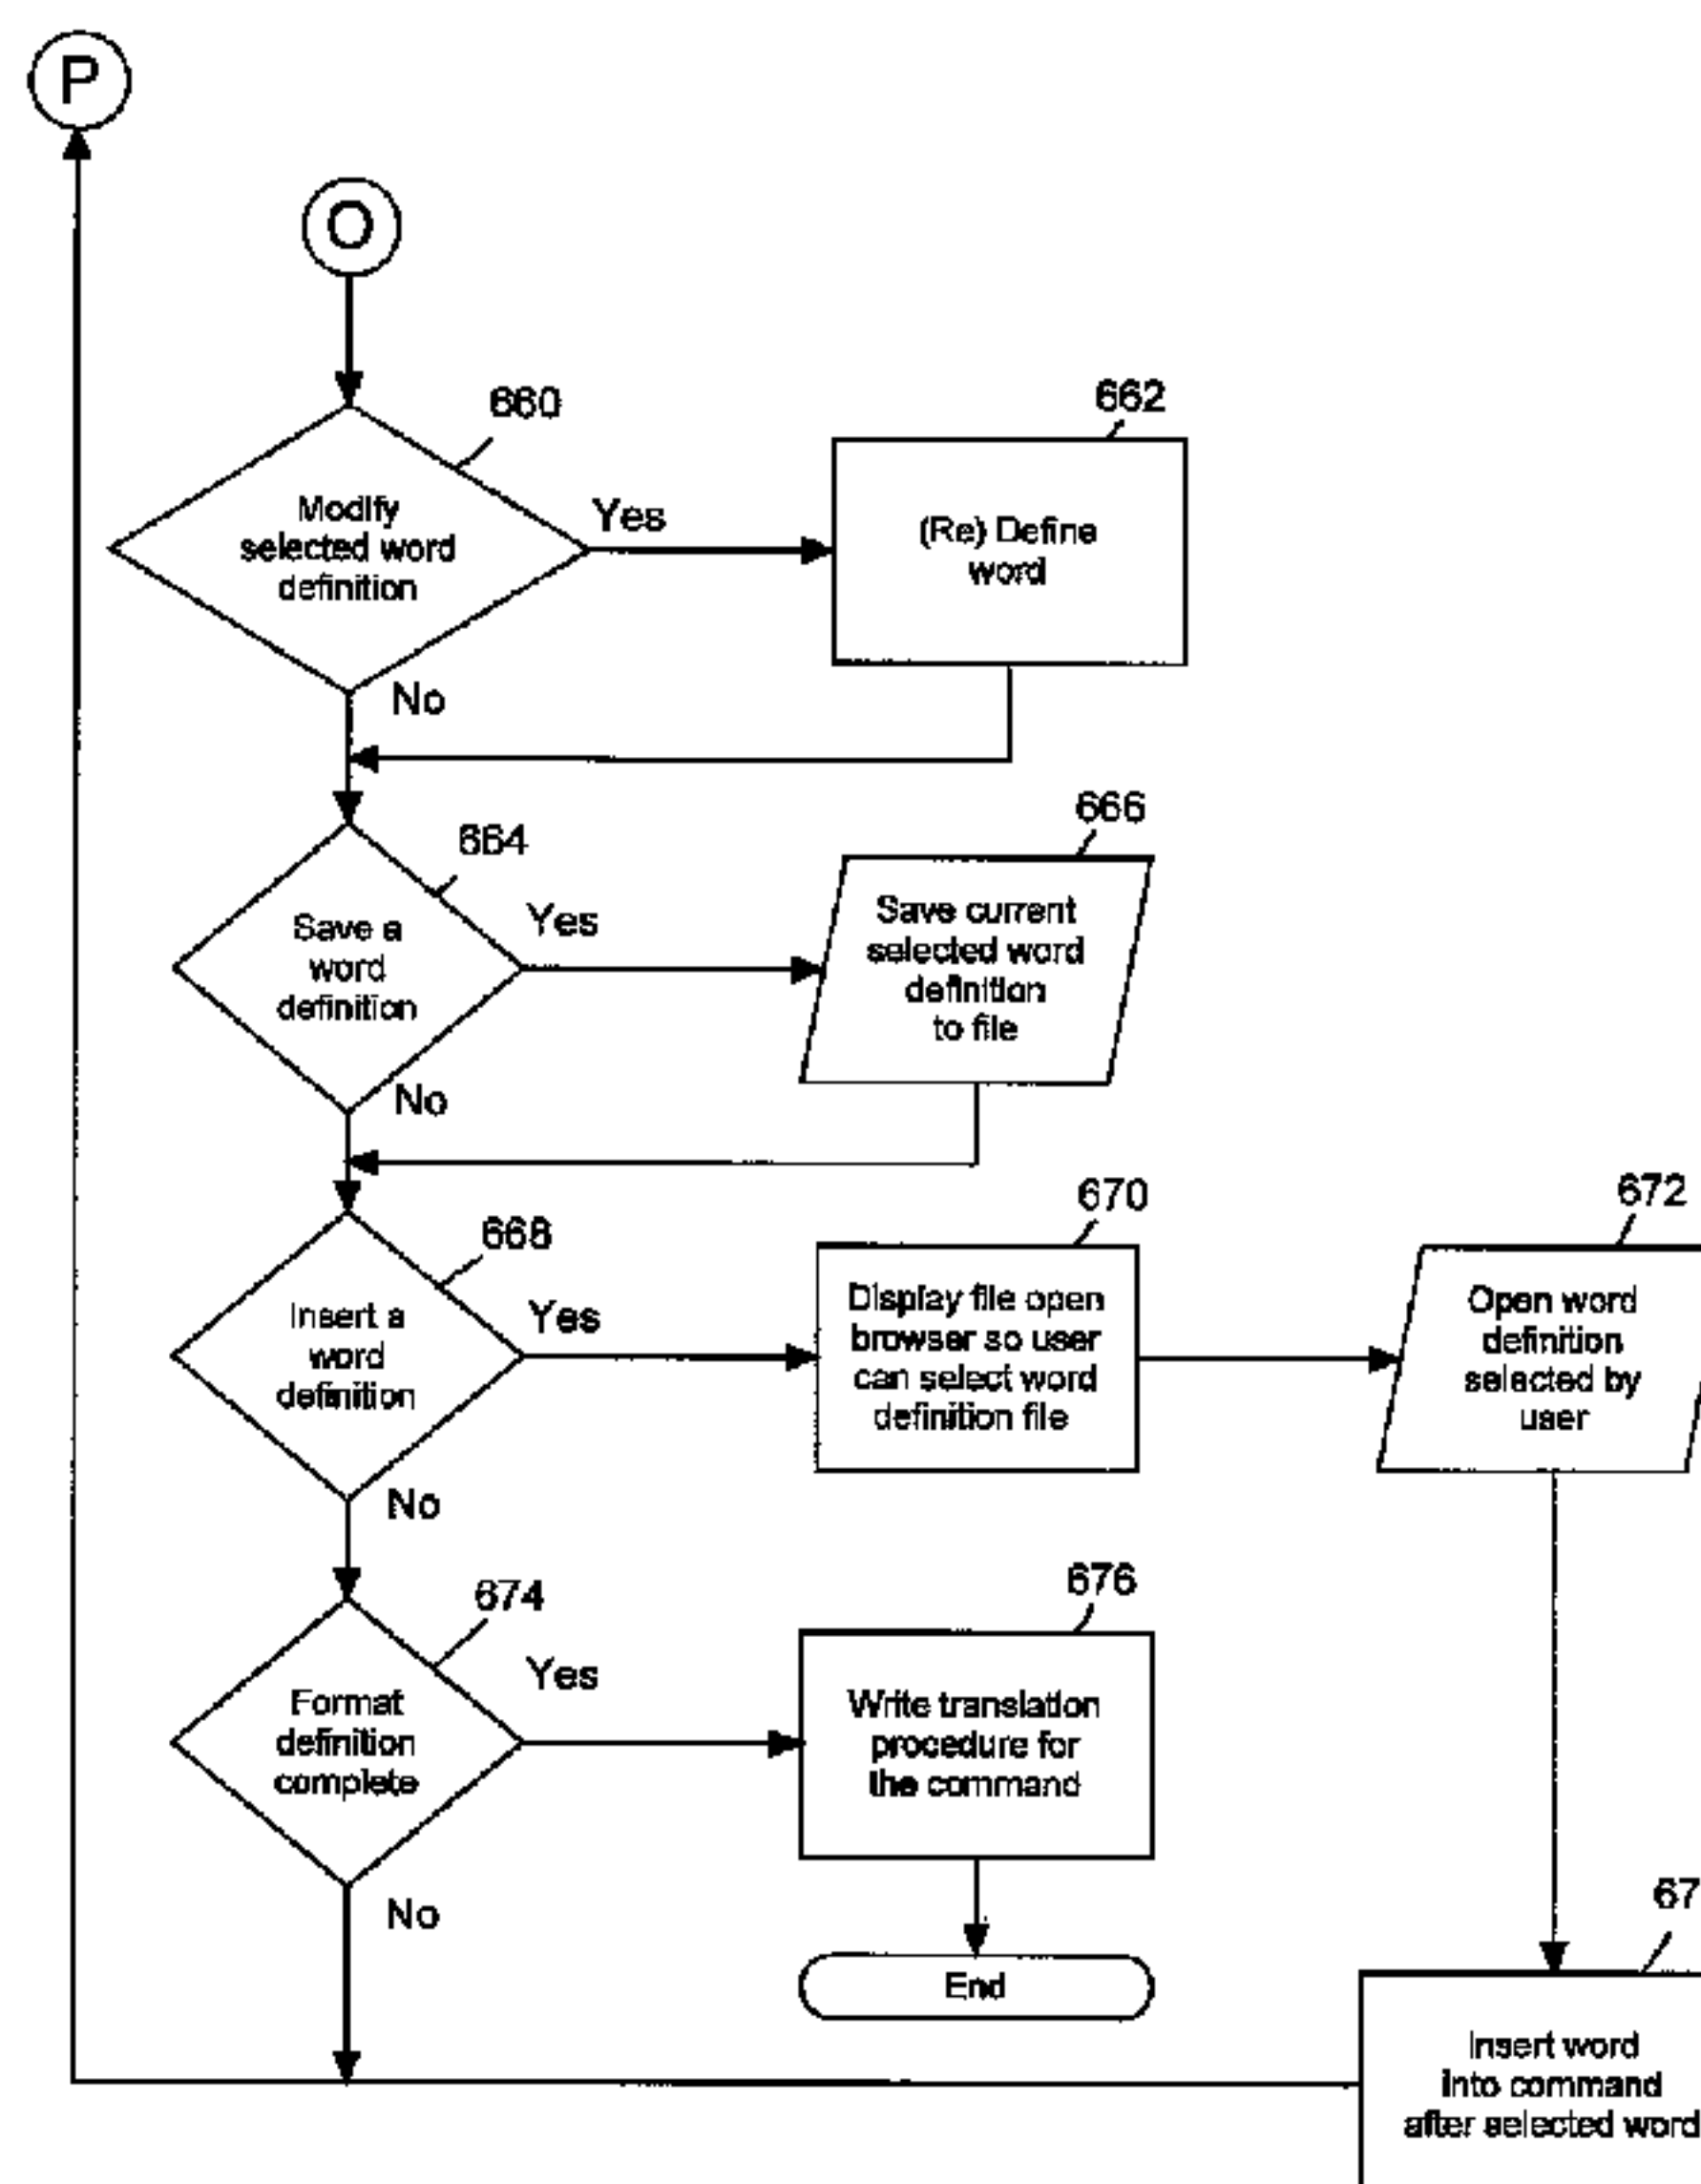 P
O
660
Modify
selected word
definition
Yes
No
662
(Re) Define
word
664
Save a
word
definition
Yes
No
666
Save current
selected word
definition
to file
668
Insert a
word
definition
Yes
No
670
Display file open
browser so user
can select word
definition file
672
Open word
definition
selected by
user
674
Format
definition
complete
Yes
No
676
Write translation
procedure for
the command
End
67
Insert word
into command
after selected word